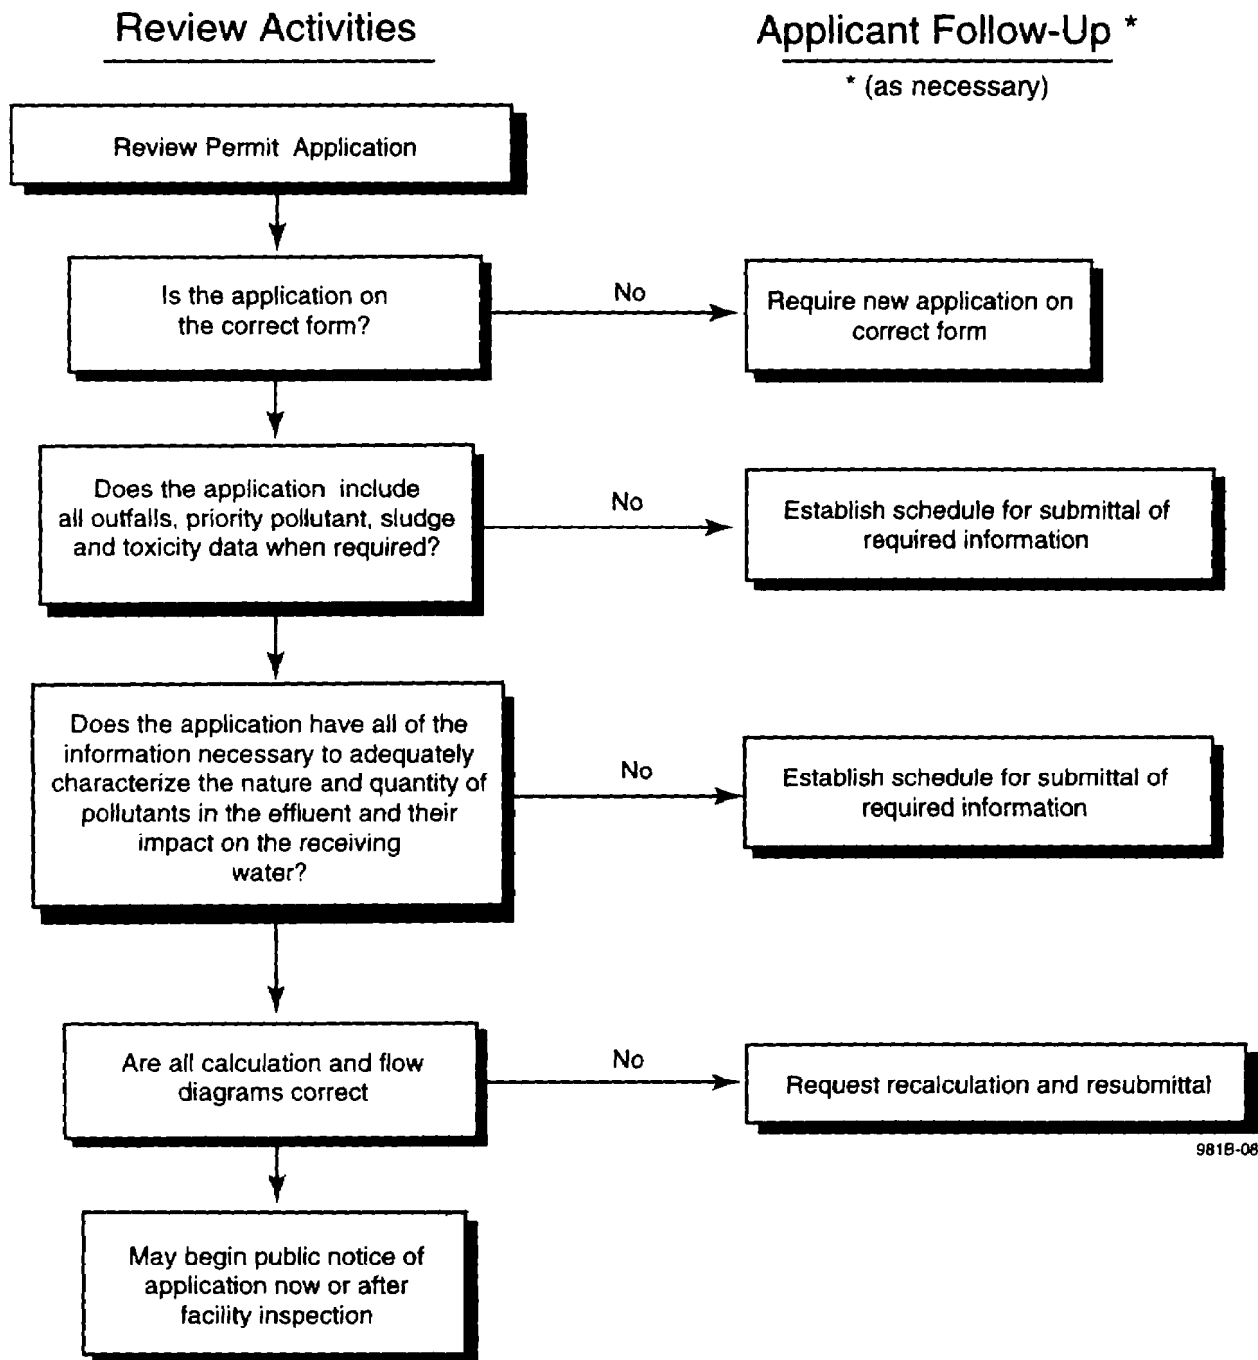 Review Activities
Applicant Follow-Up *
* (as necessary)
Review Permit Application
Is the application on
the correct form?
No
Require new application on
correct form
Does the application include
all outfalls, priority pollutant, sludge
and toxicity data when required?
No
Establish schedule for submittal of
required information
Does the application have all of the
information necessary to adequately
characterize the nature and quantity of
pollutants in the effluent and their
impact on the receiving
water?
No
Establish schedule for submittal of
required information
Are all calculation and flow
diagrams correct
No
Request recalculation and resubmittal
981B-08
May begin public notice of
application now or after
facility inspection